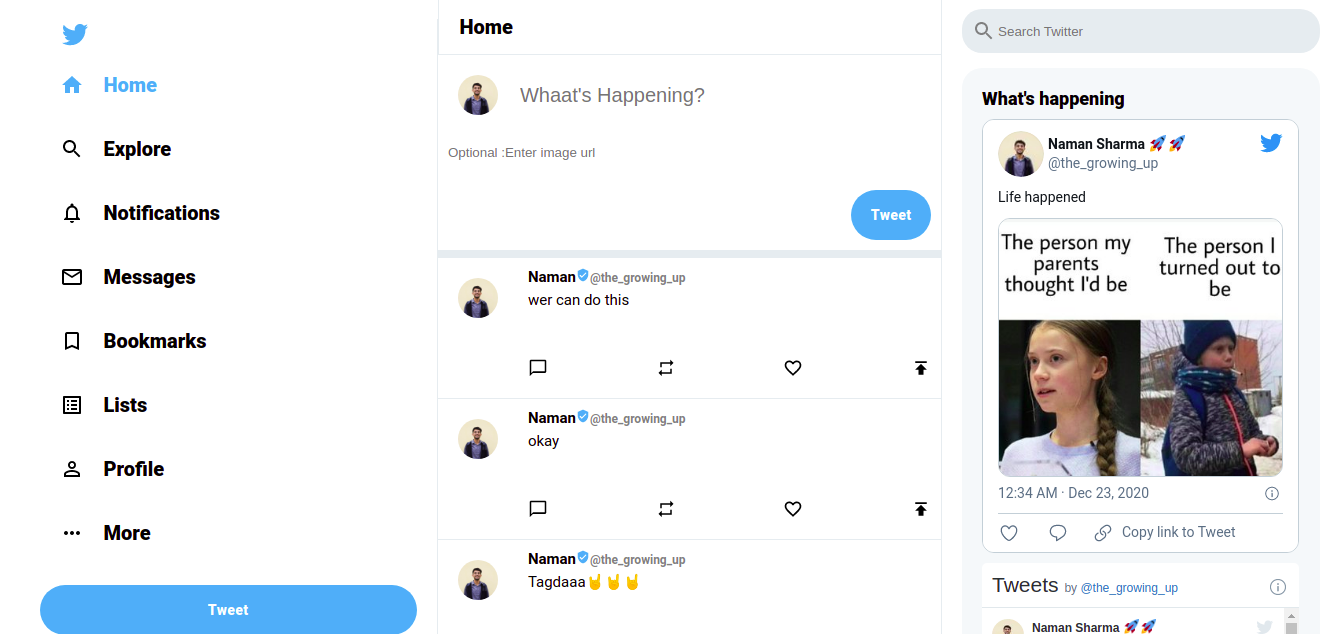 Home
Explore
Notifications
Messages
Bookmarks
Lists
Profile
More
Tweet
Home
Whaat's Happening?
Optional :Enter image url
Tweet
Naman @the_growing_up
wer can do this
Naman @the_growing_up
okay
Naman @the_growing_up
Tagdaaa🤘🤘🤘
Search Twitter
What's happening
Naman Sharma 🚀🚀
@the_growing_up
Life happened
The person my
parents
thought I'd be
The person I
turned out to
be
12:34 AM · Dec 23, 2020
Copy link to Tweet
Tweets by @the_growing_up
Naman Sharma 🚀🚀